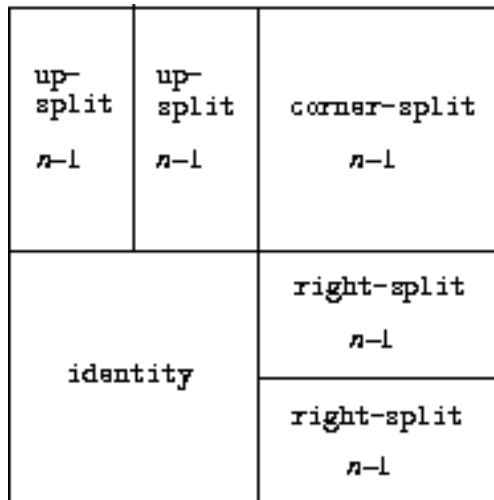 up-
split
n-1
up-
split
n-1
corner-split
n-1
identity
right-split
n-1
right-split
n-1